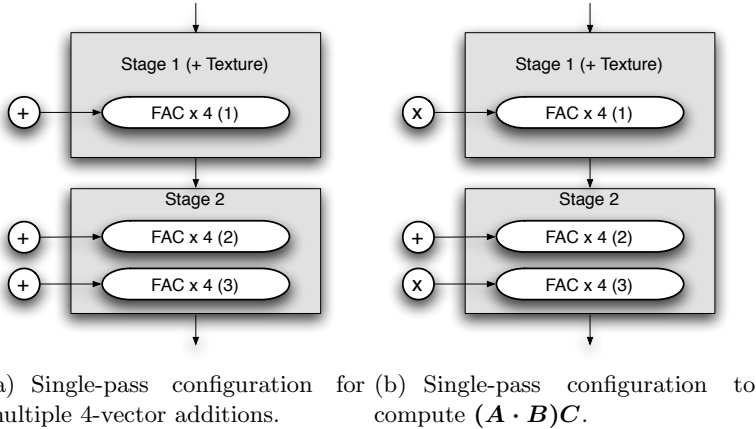 Stage 1 (+ Texture)
+ FAC x 4 (1)
Stage 2
+ FAC x 4 (2)
+ FAC x 4 (3)
Stage 1 (+ Texture)
x FAC x 4 (1)
Stage 2
+ FAC x 4 (2)
x FAC x 4 (3)
a) Single-pass configuration for
ultiple 4-vector additions.
(b) Single-pass configuration to
compute (A · B)C.